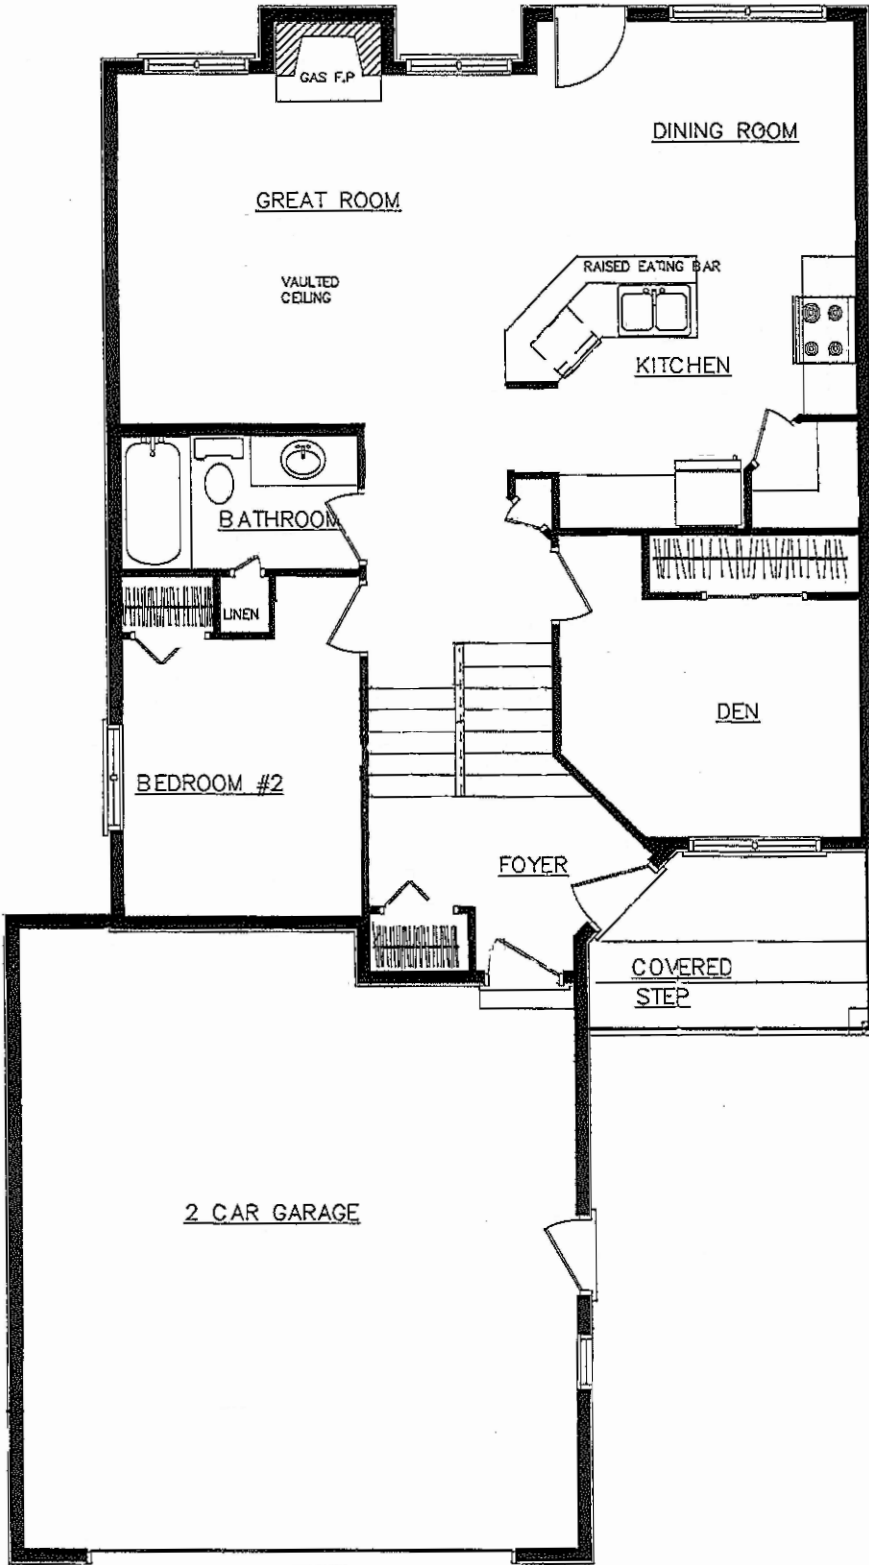 GAS F.P
DINING ROOM
GREAT ROOM
VAULTED
CEILING
RAISED EATING BAR
KITCHEN
BATHROOM
LINEN
DEN
BEDROOM #2
FOYER
COVERED
STEP
2 CAR GARAGE